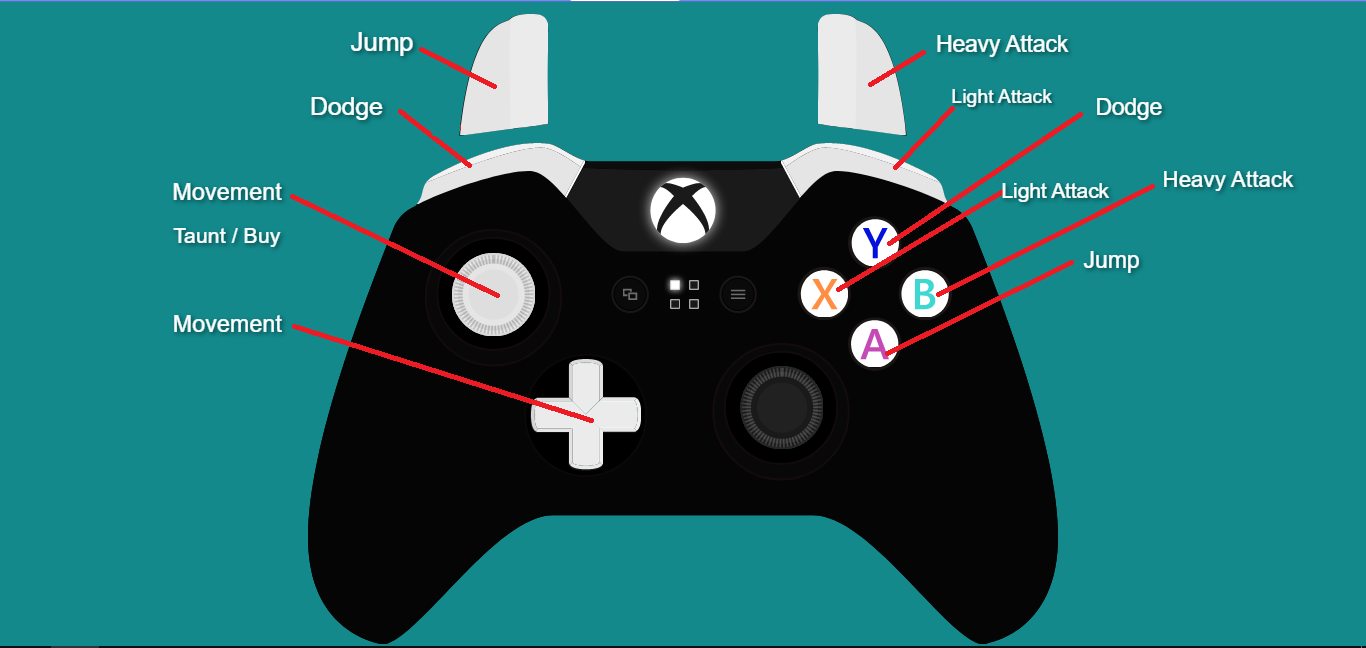 Jump
Heavy Attack
Light Attack
Dodge
Dodge
Movement
Light Attack
Heavy Attack
Taunt / Buy
Y
Jump
X
B
Movement
A